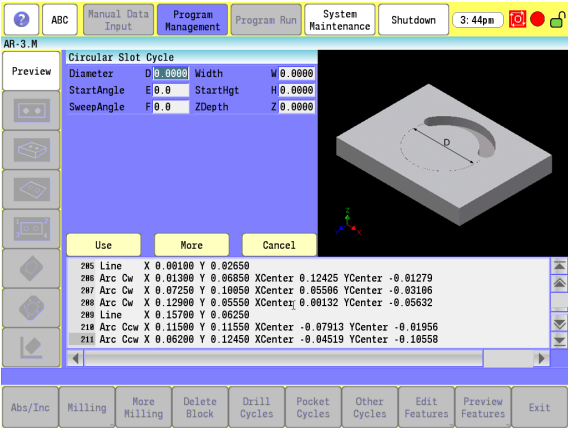 ? ABC Manual Data Input Program Management Program Run System Maintenance Shutdown 3:44pm
AR-3.M
Preview
Circular Slot Cycle
Diameter D 0.0000 Width W 0.0000
StartAngle E 0.0 StartHgt H 0.0000
SweepAngle F 0.0 ZDepth Z 0.0000
D
Z
Use More Cancel
205 Line X 0.00100 Y 0.02650
206 Arc Cw X 0.01300 Y 0.06850 XCenter 0.12425 YCenter -0.01279
207 Arc Cw X 0.07250 Y 0.10050 XCenter 0.05506 YCenter -0.03106
208 Arc Cw X 0.12900 Y 0.05550 XCenter 0.00132 YCenter -0.05632
209 Line X 0.15700 Y 0.06250
210 Arc Ccw X 0.11500 Y 0.11550 XCenter -0.07913 YCenter -0.01956
211 Arc Ccw X 0.06200 Y 0.12450 XCenter -0.04519 YCenter -0.10558
Abs/Inc Milling More Milling Delete Block Drill Cycles Pocket Cycles Other Cycles Edit Features Preview Features Exit